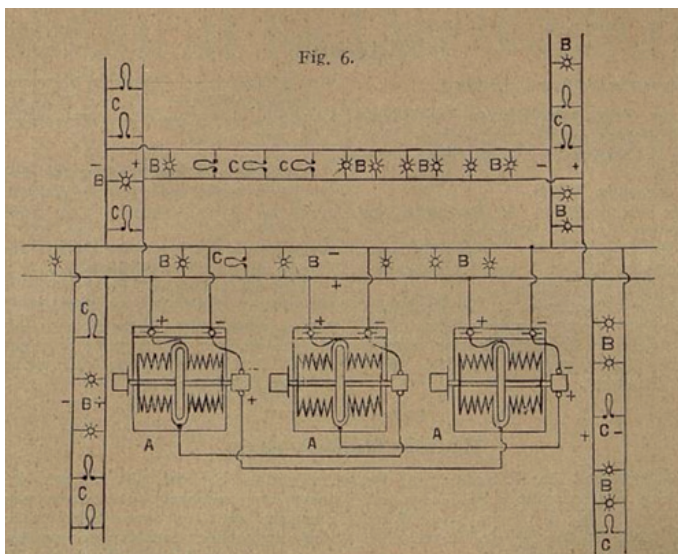 Fig. 6.
B
C
C
C
- + B C C B B B - +
B
C
B
B C B - B
+
+ - + - + -
C
- - -
B
- B +
+ + +
C -
+
A A A
C
B
C